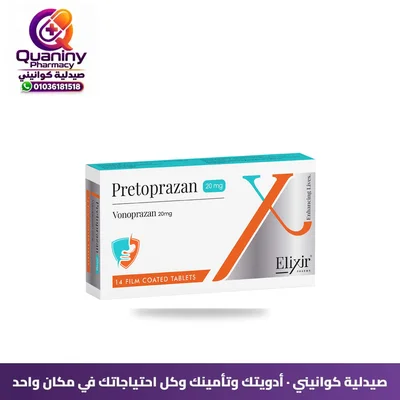 Quaniny
Pharmacy
صيدلية كوانيني
01036181518
Pretoprazan 20 mg
Vonoprazan 20mg
14 FILM COATED TABLETS
Enhancing Lives
Elixir
PHARMA
صيدلية كوانيني - أدويتك وتأمينك وكل احتياجاتك في مكان واحد